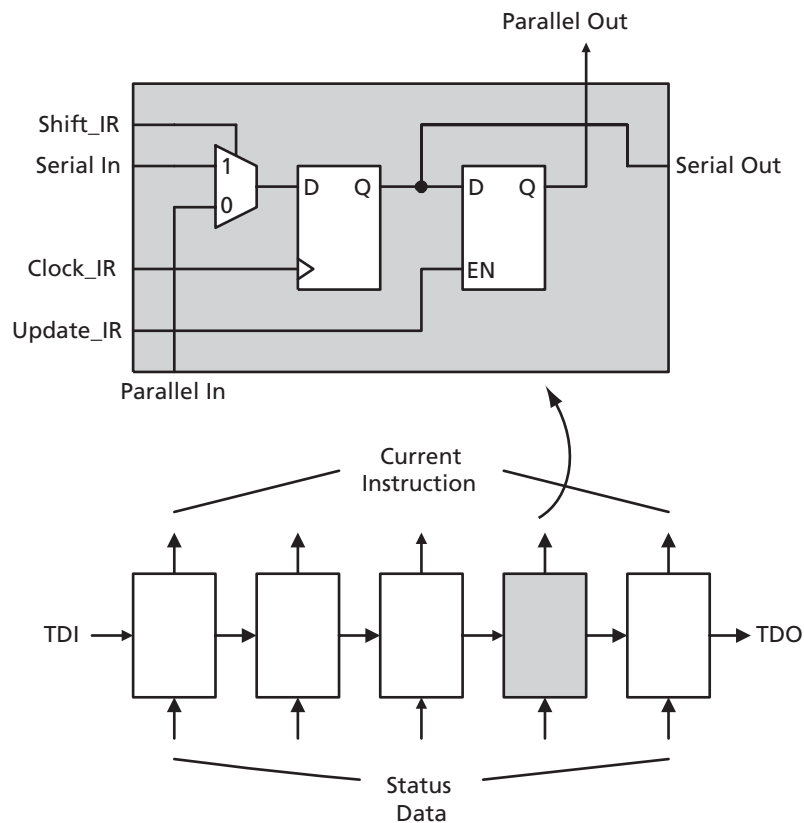 Parallel Out
Shift_IR
Serial In
1
Serial Out
D
Q
D
Q
0
Clock_IR
EN
Update_IR
Parallel In
Current
Instruction
TDI
TDO
Status
Data